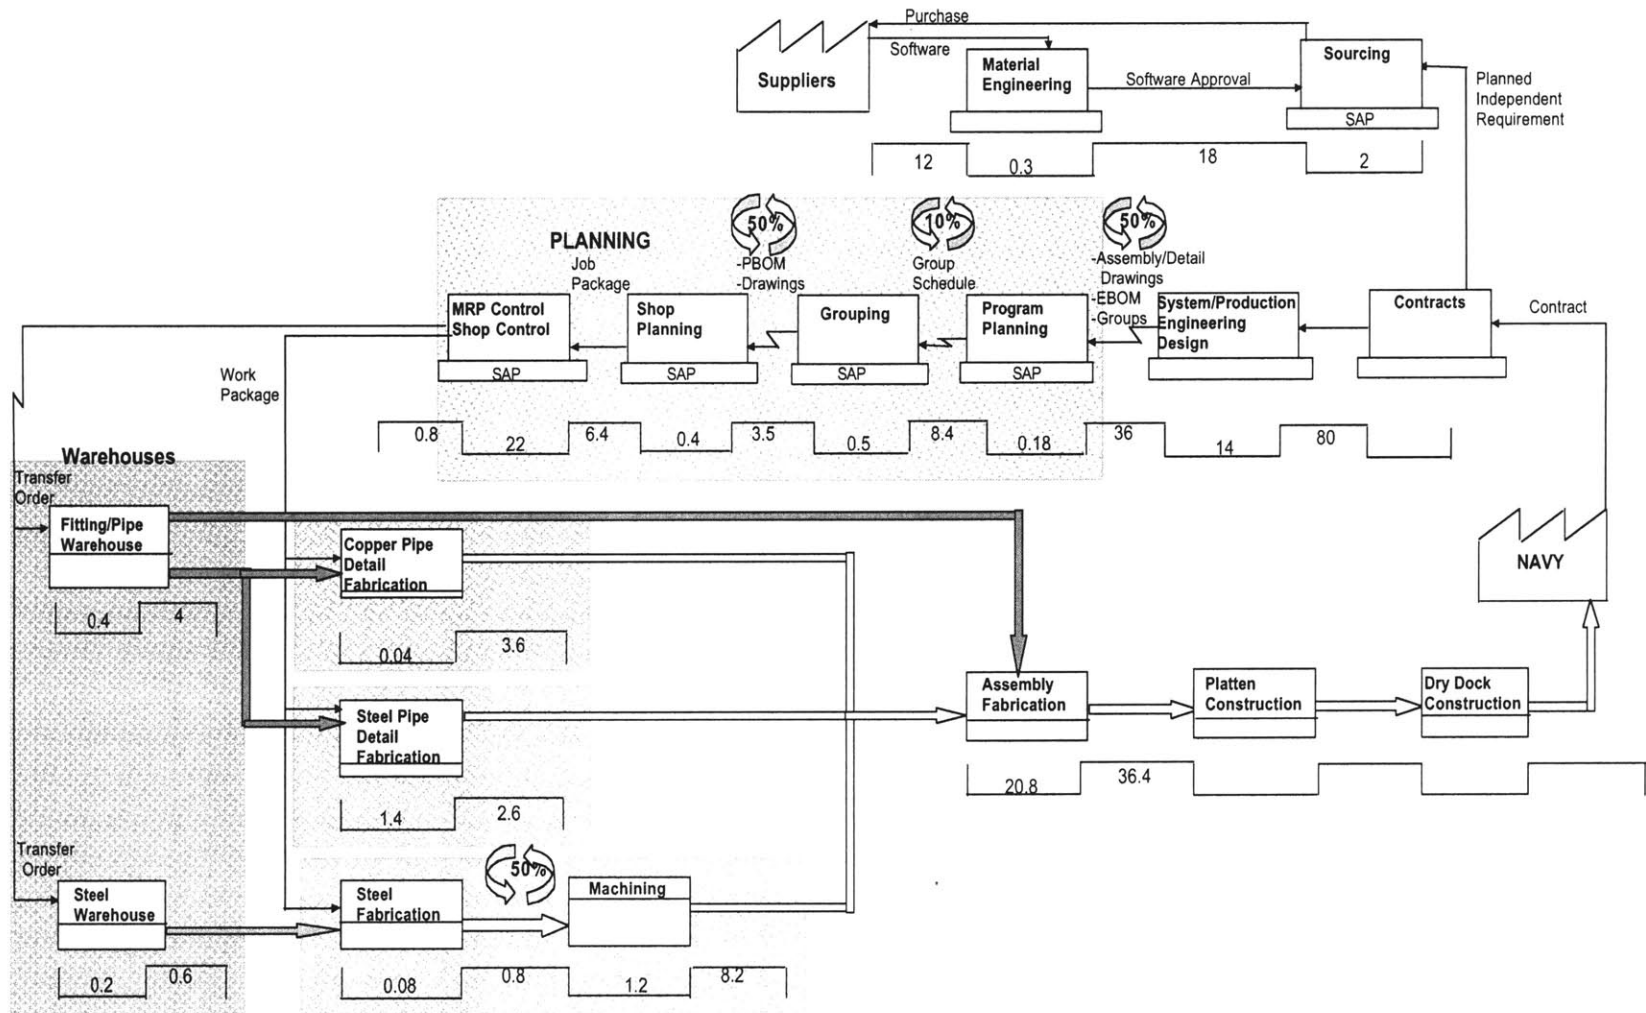 Purchase
Software
Suppliers
Material
Engineering
Software Approval
Sourcing
SAP
Planned
Independent
Requirement
12
0.3
18
2
PLANNING
50%
10%
50%
Job
Package
-PBOM
-Drawings
Group
Schedule
-Assembly/Detail
Drawings
-EBOM
-Groups
MRP Control
Shop Control
SAP
Shop
Planning
SAP
Grouping
SAP
Program
Planning
SAP
System/Production
Engineering
Design
Contracts
Contract
Work
Package
0.8
22
6.4
0.4
3.5
0.5
8.4
0.18
36
14
80
Warehouses
Transfer
Order
Fitting/Pipe
Warehouse
0.4
4
Copper Pipe
Detail
Fabrication
0.04
3.6
NAVY
Steel Pipe
Detail
Fabrication
1.4
2.6
Assembly
Fabrication
Platten
Construction
Dry Dock
Construction
20.8
36.4
Transfer
Order
Steel
Warehouse
0.2
0.6
Steel
Fabrication
50%
Machining
0.08
0.8
1.2
8.2